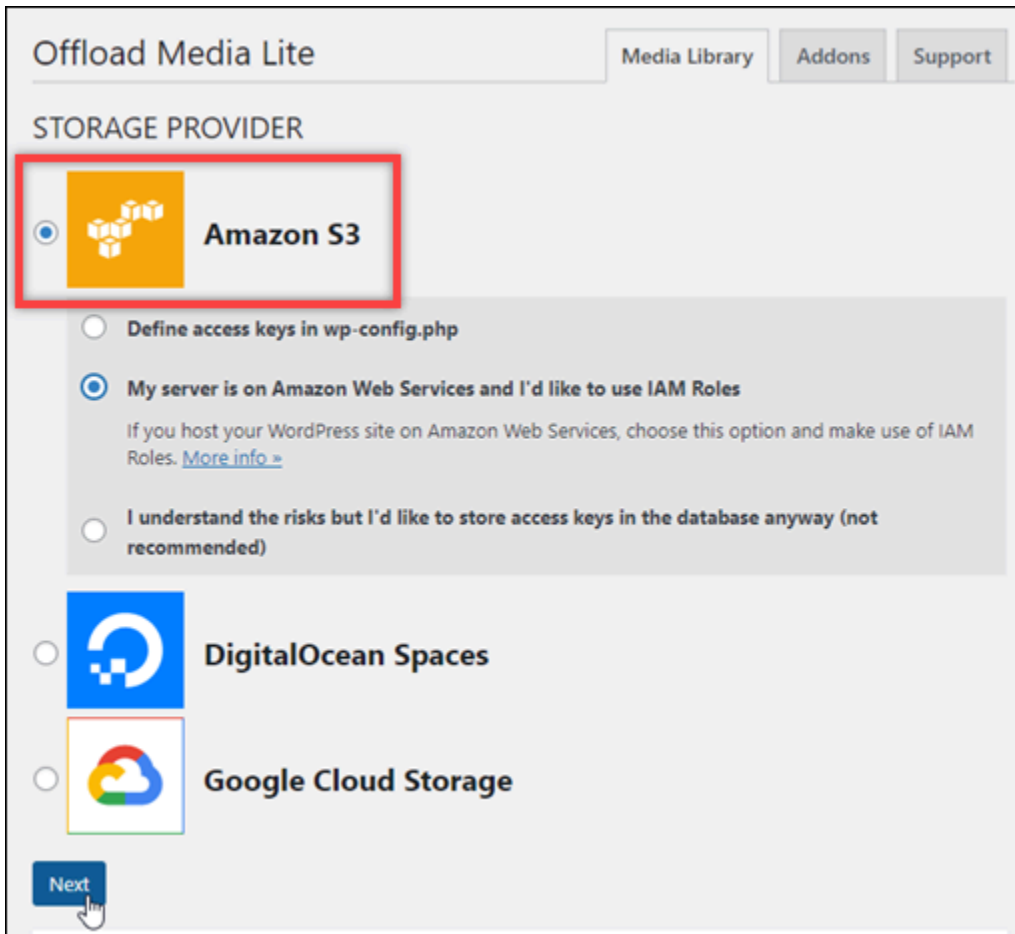 Offload Media Lite
Media Library
Addons
Support
STORAGE PROVIDER
Amazon S3
Define access keys in wp-config.php
My server is on Amazon Web Services and I'd like to use IAM Roles
If you host your WordPress site on Amazon Web Services, choose this option and make use of IAM
Roles. More info »
I understand the risks but I'd like to store access keys in the database anyway (not
recommended)
DigitalOcean Spaces
Google Cloud Storage
Next